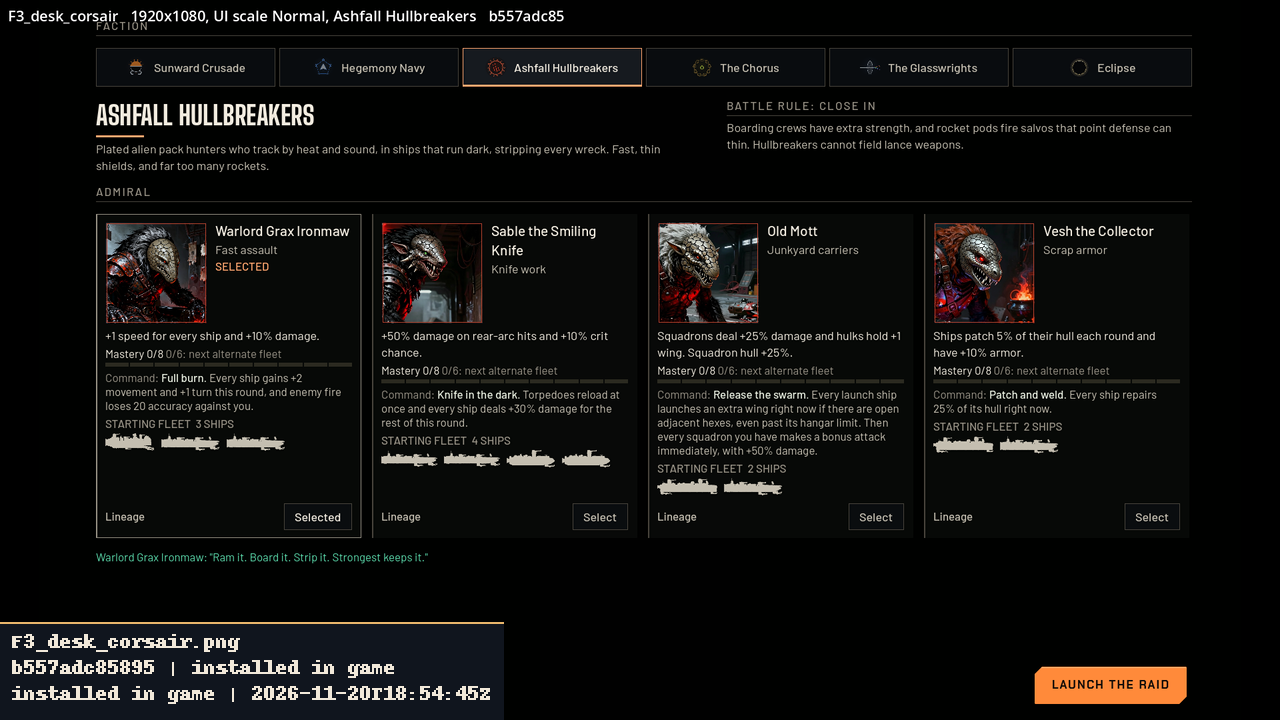 F3_desk_corsair 1920x1080, UI scale Normal, Ashfall Hullbreakers b557adc85
FACTION
Sunward Crusade
Hegemony Navy
Ashfall Hullbreakers
The Chorus
The Glasswrights
Eclipse
ASHFALL HULLBREAKERS
Plated alien pack hunters who track by heat and sound, in ships that run dark, stripping every wreck. Fast, thin
shields, and far too many rockets.
BATTLE RULE: CLOSE IN
Boarding crews have extra strength, and rocket pods fire salvos that point defense can
thin. Hullbreakers cannot field lance weapons.
ADMIRAL
Warlord Grax Ironmaw
Fast assault
SELECTED
+1 speed for every ship and +10% damage.
Mastery 0/8 0/6: next alternate fleet
Command: Full burn. Every ship gains +2
movement and +1 turn this round, and enemy fire
loses 20 accuracy against you.
STARTING FLEET 3 SHIPS
Lineage
Selected
Sable the Smiling
Knife
Knife work
+50% damage on rear-arc hits and +10% crit
chance.
Mastery 0/8 0/6: next alternate fleet
Command: Knife in the dark. Torpedoes reload at
once and every ship deals +30% damage for the
rest of this round.
STARTING FLEET 4 SHIPS
Lineage
Select
Old Mott
Junkyard carriers
Squadrons deal +25% damage and hulks hold +1
wing. Squadron hull +25%.
Mastery 0/8 0/6: next alternate fleet
Command: Release the swarm. Every launch ship
launches an extra wing right now if there are open
adjacent hexes, even past its hangar limit. Then
every squadron you have makes a bonus attack
immediately, with +50% damage.
STARTING FLEET 2 SHIPS
Lineage
Select
Vesh the Collector
Scrap armor
Ships patch 5% of their hull each round and
have +10% armor.
Mastery 0/8 0/6: next alternate fleet
Command: Patch and weld. Every ship repairs
25% of its hull right now.
STARTING FLEET 2 SHIPS
Lineage
Select
Warlord Grax Ironmaw: "Ram it. Board it. Strip it. Strongest keeps it."
F3_desk_corsair.png
b557adc85895 | installed in game
installed in game | 2026-11-20T18:54:45Z
LAUNCH THE RAID